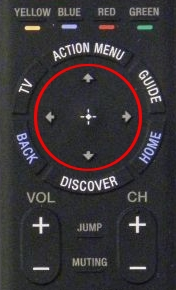 YELLOW BLUE RED GREEN
ACTION MENU
TV
GUIDE
BACK
HOME
DISCOVER
VOL CH
+ +
JUMP
- -
MUTING